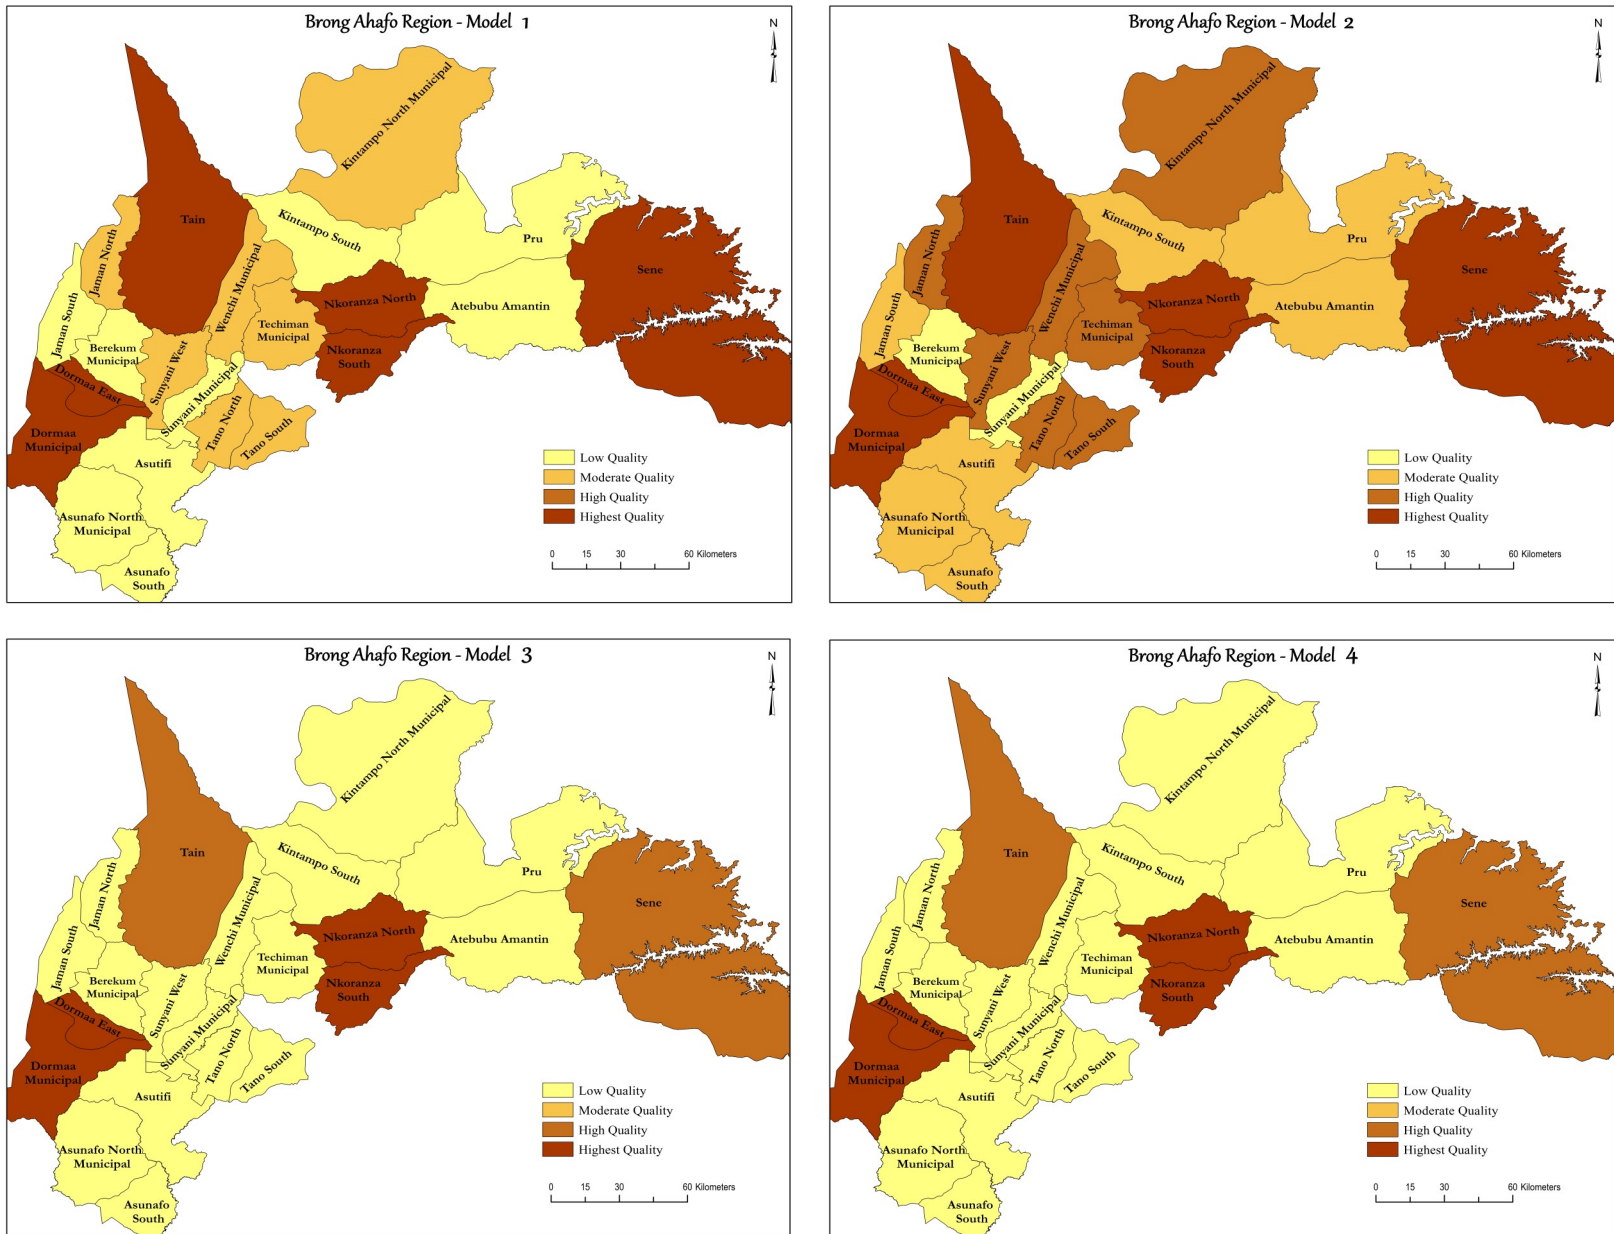 Brong Ahafo Region - Model 1
N
Kintampo North Municipal
Tain
Kintampo South
Pru
Jaman North
Wenchi Municipal
Sene
Nkoranza North
Atebubu Amantin
Jaman South
Techiman
Municipal
Berekum
Municipal
Sunyani West
Nkoranza
South
Dormaa East
Sunyani Municipal
Tano North
Tano South
Dormaa
Municipal
Asutifi
Asunafo North
Municipal
Asunafo
South
Low Quality
Moderate Quality
High Quality
Highest Quality
0 15 30 60 Kilometers
Brong Ahafo Region - Model 2
N
Kintampo North Municipal
Tain
Kintampo South
Pru
Jaman North
Wenchi Municipal
Sene
Nkoranza North
Atebubu Amantin
Jaman South
Techiman
Municipal
Berekum
Municipal
Sunyani West
Nkoranza
South
Dormaa East
Sunyani Municipal
Tano North
Tano South
Dormaa
Municipal
Asutifi
Asunafo North
Municipal
Asunafo
South
Low Quality
Moderate Quality
High Quality
Highest Quality
0 15 30 60 Kilometers
Brong Ahafo Region - Model 3
N
Kintampo North Municipal
Tain
Kintampo South
Pru
Jaman North
Wenchi Municipal
Sene
Nkoranza North
Atebubu Amantin
Jaman South
Techiman
Municipal
Berekum
Municipal
Sunyani West
Nkoranza
South
Dormaa East
Sunyani Municipal
Tano North
Tano South
Dormaa
Municipal
Asutifi
Asunafo North
Municipal
Asunafo
South
Low Quality
Moderate Quality
High Quality
Highest Quality
0 15 30 60 Kilometers
Brong Ahafo Region - Model 4
N
Kintampo North Municipal
Tain
Kintampo South
Pru
Jaman North
Wenchi Municipal
Sene
Nkoranza North
Atebubu Amantin
Jaman South
Techiman
Municipal
Berekum
Municipal
Sunyani West
Nkoranza
South
Dormaa East
Sunyani Municipal
Tano North
Tano South
Dormaa
Municipal
Asutifi
Asunafo North
Municipal
Asunafo
South
Low Quality
Moderate Quality
High Quality
Highest Quality
0 15 30 60 Kilometers